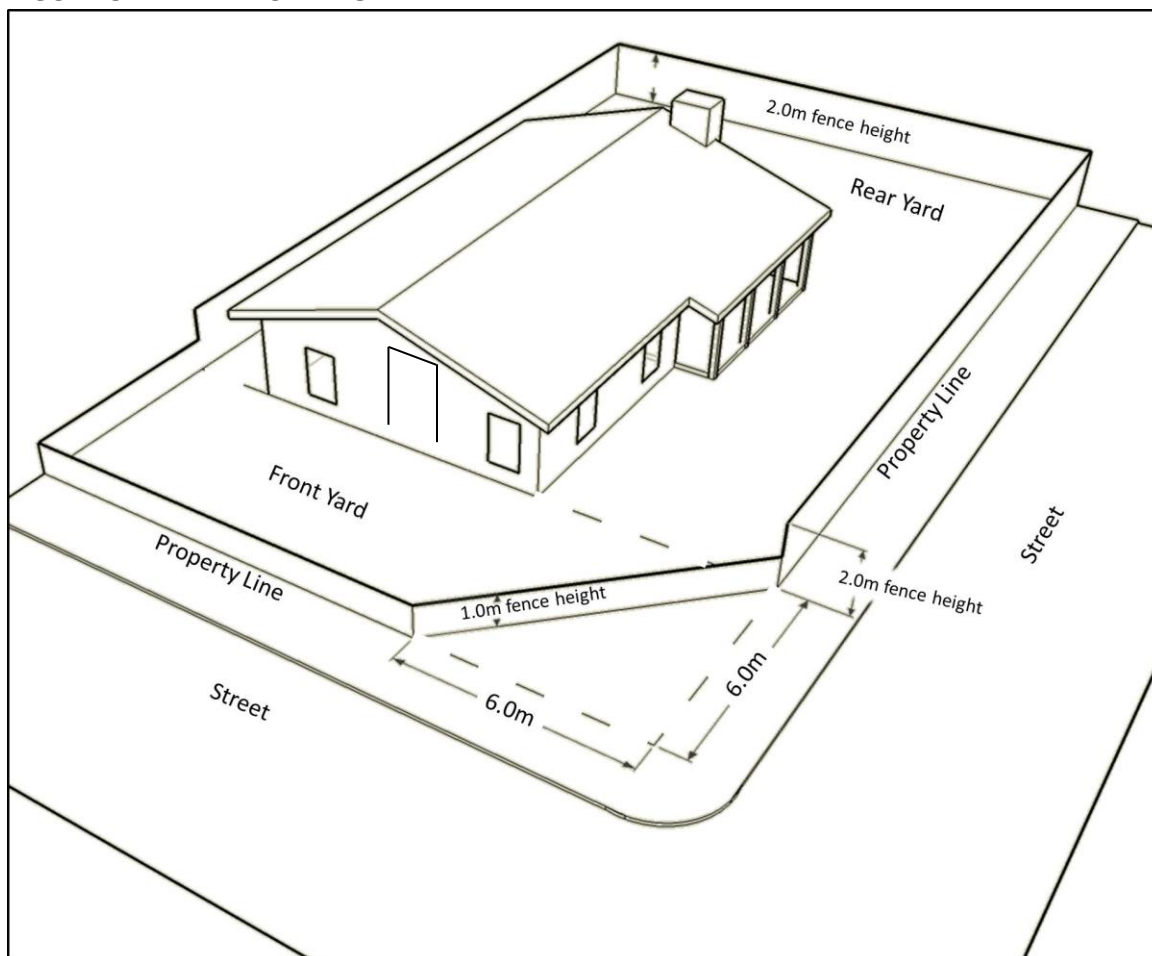 2.0m fence height
Rear Yard
Property Line
Front Yard
Street
Property Line
2.0m fence height
1.0m fence height
6.0m
6.0m
Street